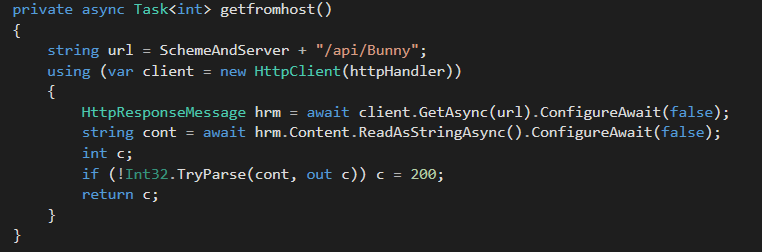 private async Task<int> getfromhost()
{
    string url = SchemeAndServer + "/api/Bunny";
    using (var client = new HttpClient(httpHandler))
    {
        HttpResponseMessage hrm = await client.GetAsync(url).ConfigureAwait(false);
        string cont = await hrm.Content.ReadAsStringAsync().ConfigureAwait(false);
        int c;
        if (!Int32.TryParse(cont, out c)) c = 200;
        return c;
    }
}